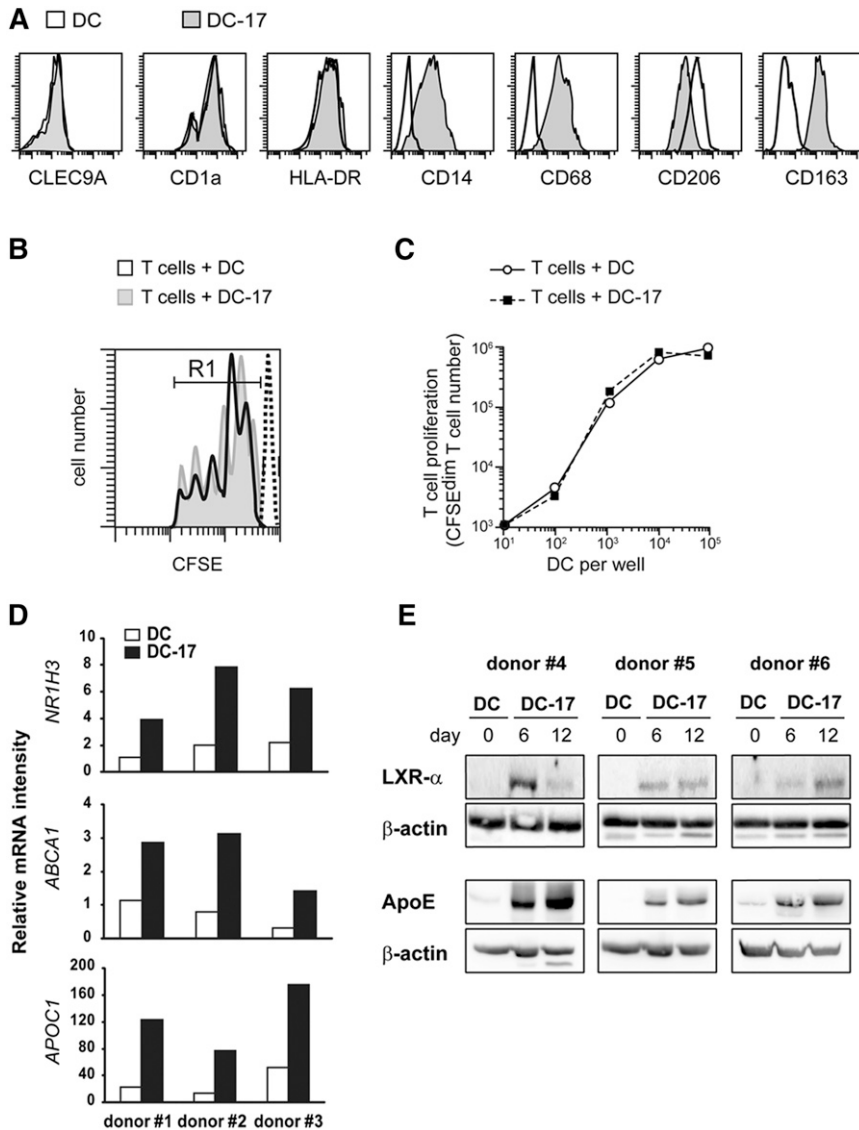 A
DC DC-17
CLEC9A CD1a HLA-DR CD14 CD68 CD206 CD163
B
T cells + DC
T cells + DC-17
R1
cell number
CFSE
C
T cells + DC
T cells + DC-17
T cell proliferation
(CFSEdim T cell number)
10⁶
10⁵
10⁴
10³
10¹ 10² 10³ 10⁴ 10⁵
DC per well
D
DC
DC-17
Relative mRNA intensity
NR1H3
10
8
6
4
2
0
ABCA1
4
3
2
1
0
APOC1
200
160
120
80
40
0
donor #1 donor #2 donor #3
E
donor #4 donor #5 donor #6
DC DC-17 DC DC-17 DC DC-17
day 0 6 12 0 6 12 0 6 12
LXR-α
β-actin
ApoE
β-actin